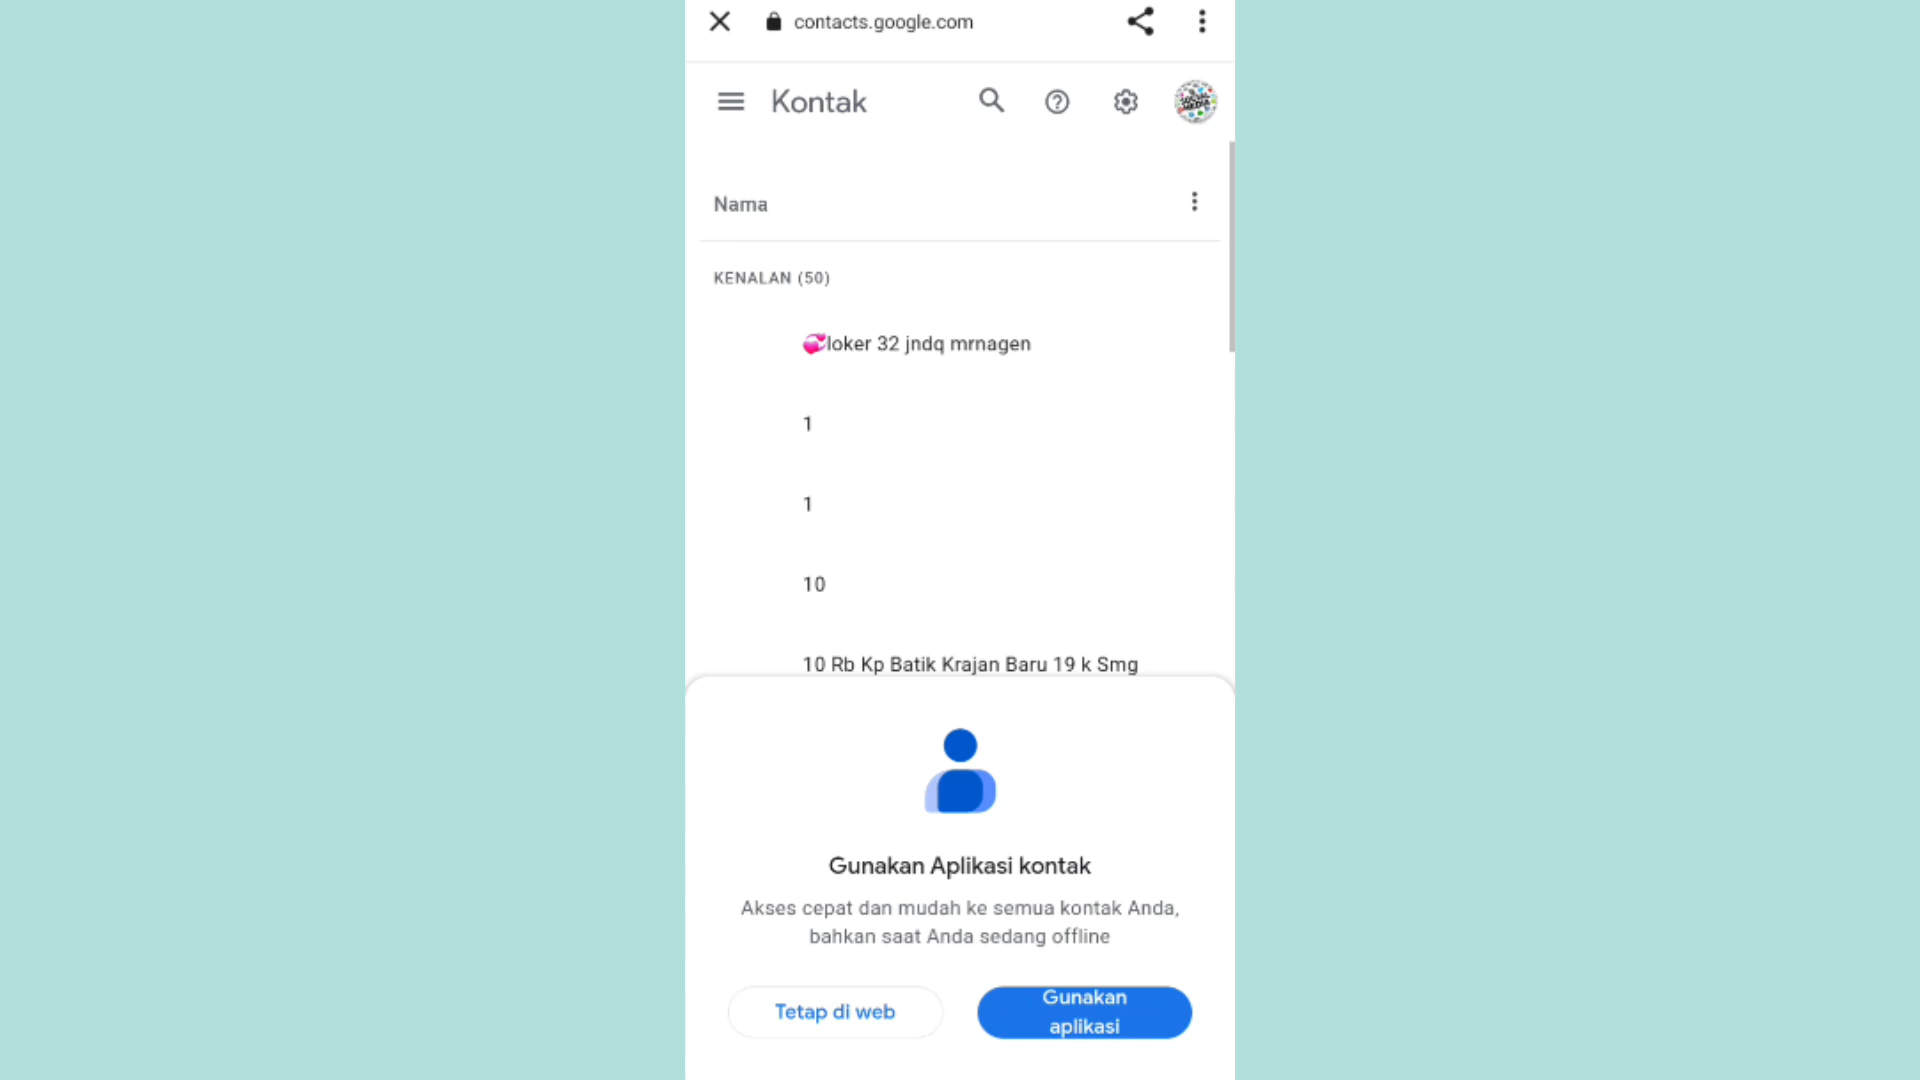 contacts.google.com
Kontak
SOCIAL
MEDIA
Nama
KENALAN (50)
💞loker 32 jndq mrnagen
1
1
10
10 Rb Kp Batik Krajan Baru 19 k Smg
Gunakan Aplikasi kontak
Akses cepat dan mudah ke semua kontak Anda,
bahkan saat Anda sedang offline
Tetap di web
Gunakan
aplikasi